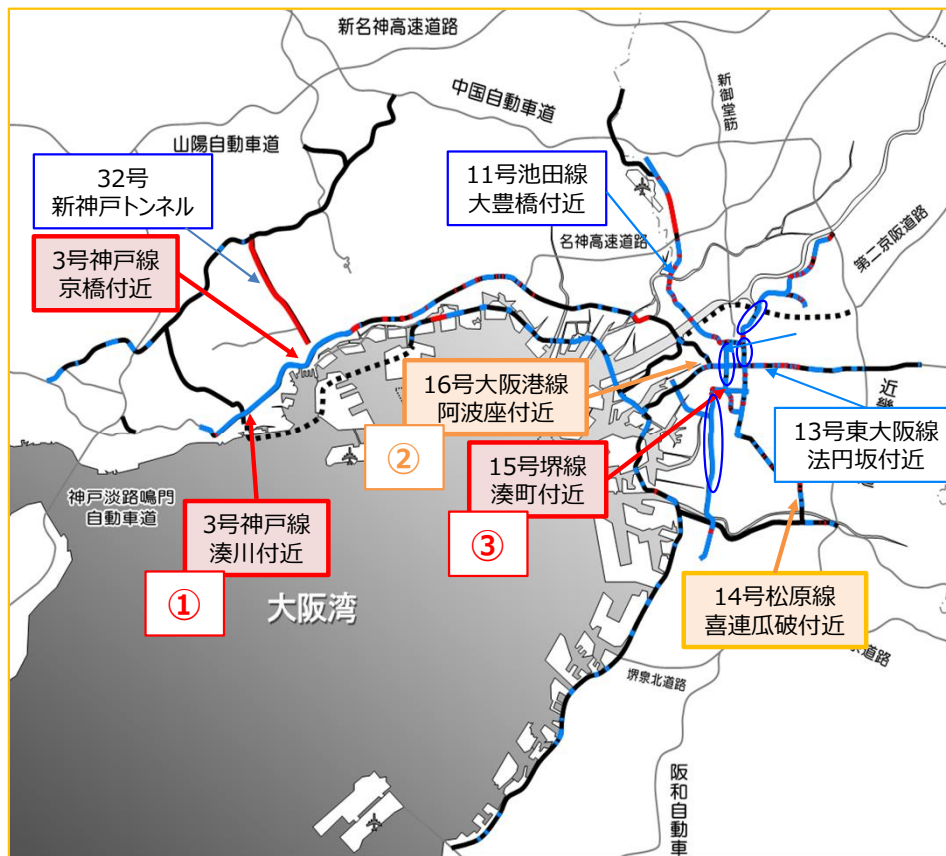 新名神高速道路
中国自動車道
新御堂筋
山陽自動車道
32号
新神戸トンネル
11号池田線
大豊橋付近
名神高速道路
第二京阪道路
3号神戸線
京橋付近
16号大阪港線
阿波座付近
②
近畿
13号東大阪線
法円坂付近
15号堺線
湊町付近
③
神戸淡路鳴門
自動車道
3号神戸線
湊川付近
①
大阪湾
14号松原線
喜連瓜破付近
道路
堺泉北道路
阪和自動車